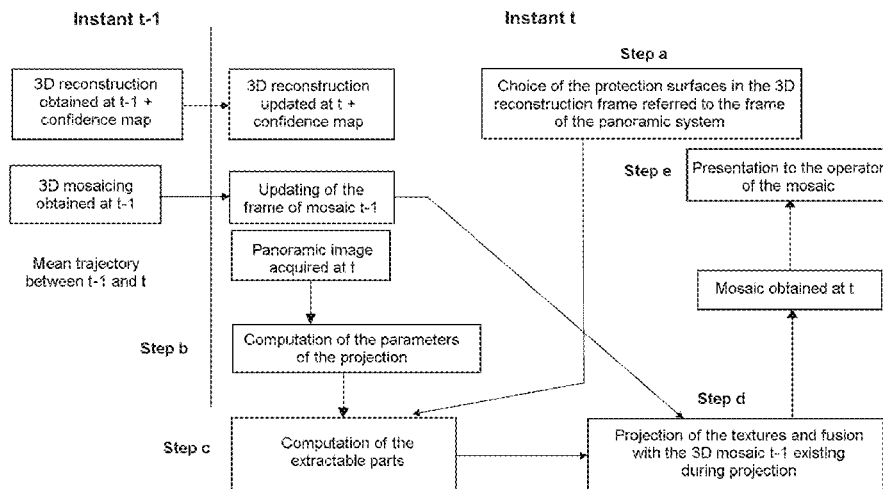 Instant t-1
Instant t
Step a
3D reconstruction
obtained at t-1 +
confidence map
3D reconstruction
updated at t +
confidence map
Choice of the protection surfaces in the 3D
reconstruction frame referred to the frame
of the panoramic system
Step e
Presentation to the operator
of the mosaic
3D mosaicing
obtained at t-1
Updating of the
frame of mosaic t-1
Mean trajectory
between t-1 and t
Panoramic image
acquired at t
Mosaic obtained at t
Step b
Computation of the parameters
of the projection
Step d
Step c
Computation of the
extractable parts
Projection of the textures and fusion
with the 3D mosaic t-1 existing
during projection